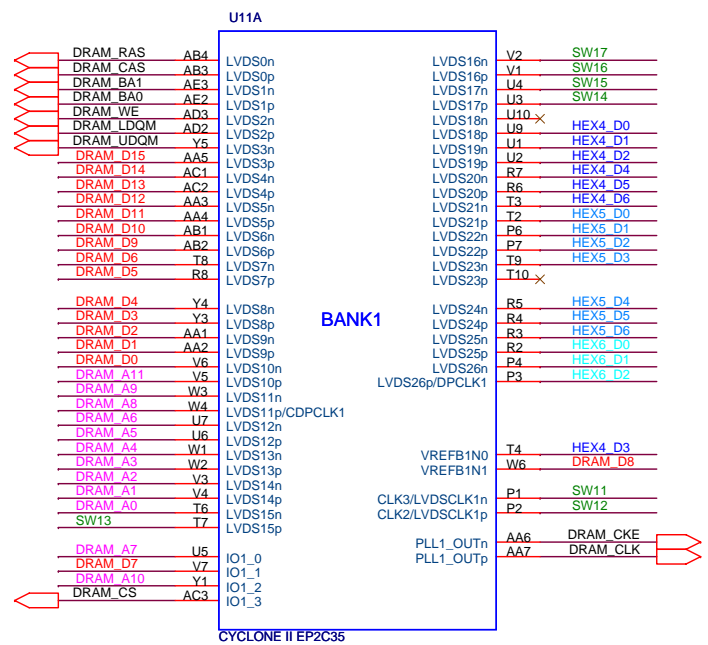 U11A
DRAM_RAS AB4 LVDS0n LVDS16n V2 SW17
DRAM_CAS AB3 LVDS0p LVDS16p V1 SW16
DRAM_BA1 AE3 LVDS1n LVDS17n U4 SW15
DRAM_BA0 AE2 LVDS1p LVDS17p U3 SW14
DRAM_WE AD3 LVDS2n LVDS18n U10
DRAM_LDQM AD2 LVDS2p LVDS18p U9 HEX4_D0
DRAM_UDQM Y5 LVDS3n LVDS19n U1 HEX4_D1
DRAM_D15 AA5 LVDS3p LVDS19p U2 HEX4_D2
DRAM_D14 AC1 LVDS4n LVDS20n R7 HEX4_D4
DRAM_D13 AC2 LVDS4p LVDS20p R6 HEX4_D5
DRAM_D12 AA3 LVDS5n LVDS21n T3 HEX4_D6
DRAM_D11 AA4 LVDS5p LVDS21p T2 HEX5_D0
DRAM_D10 AB1 LVDS6n LVDS22n P6 HEX5_D1
DRAM_D9 AB2 LVDS6p LVDS22p P7 HEX5_D2
DRAM_D6 T8 LVDS7n LVDS23n T9 HEX5_D3
DRAM_D5 R8 LVDS7p LVDS23p T10
DRAM_D4 Y4 LVDS8n LVDS24n R5 HEX5_D4
DRAM_D3 Y3 LVDS8p BANK1 LVDS24p R4 HEX5_D5
DRAM_D2 AA1 LVDS9n LVDS25n R3 HEX5_D6
DRAM_D1 AA2 LVDS9p LVDS25p R2 HEX6_D0
DRAM_D0 V6 LVDS10n LVDS26n P4 HEX6_D1
DRAM_A11 V5 LVDS10p LVDS26p/DPCLK1 P3 HEX6_D2
DRAM_A9 W3 LVDS11n
DRAM_A8 W4 LVDS11p/CDPCLK1
DRAM_A6 U7 LVDS12n
DRAM_A5 U6 LVDS12p
DRAM_A4 W1 LVDS13n VREFB1N0 T4 HEX4_D3
DRAM_A3 W2 LVDS13p VREFB1N1 W6 DRAM_D8
DRAM_A2 V3 LVDS14n
DRAM_A1 V4 LVDS14p CLK3/LVDSCLK1n P1 SW11
DRAM_A0 T6 LVDS15n CLK2/LVDSCLK1p P2 SW12
SW13 T7 LVDS15p
PLL1_OUTn AA6 DRAM_CKE
DRAM_A7 U5 IO1_0 PLL1_OUTp AA7 DRAM_CLK
DRAM_D7 V7 IO1_1
DRAM_A10 Y1 IO1_2
DRAM_CS AC3 IO1_3
CYCLONE II EP2C35